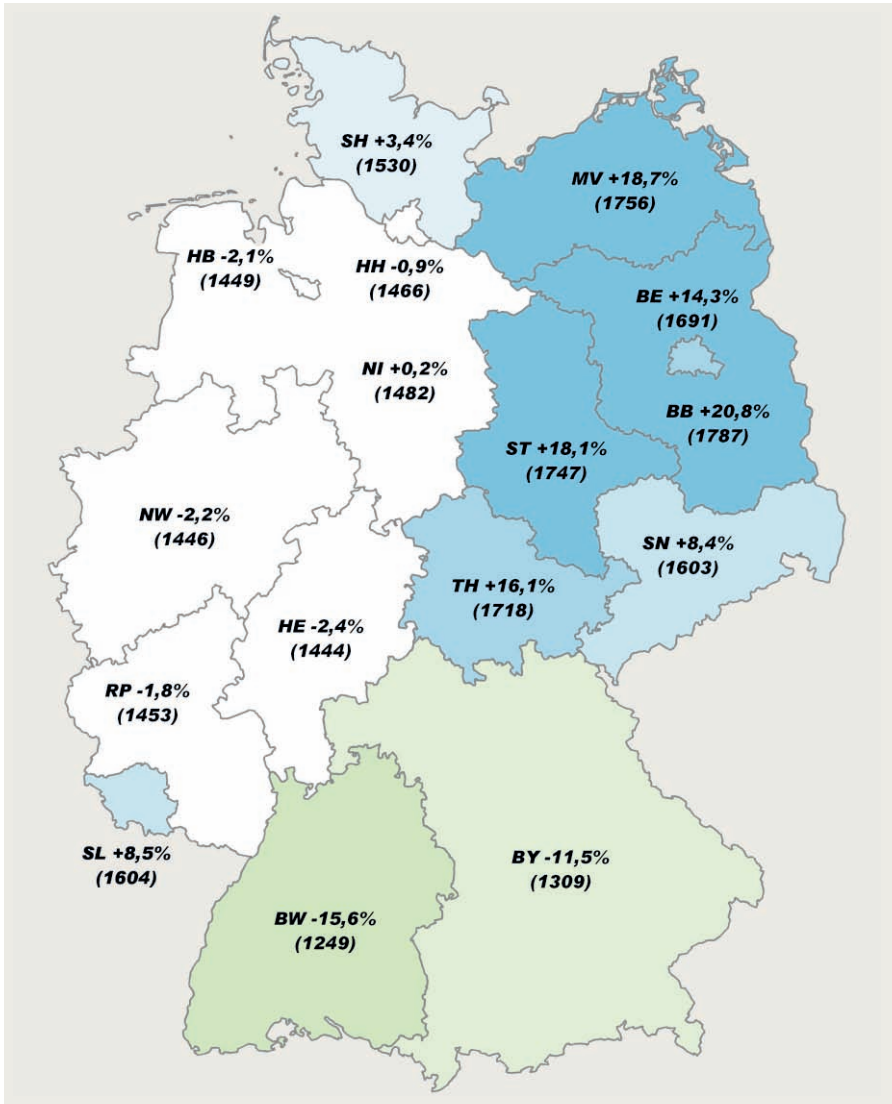 SH +3,4%
(1530)
MV +18,7%
(1756)
HB -2,1%
(1449)
HH -0,9%
(1466)
BE +14,3%
(1691)
NI +0,2%
(1482)
BB +20,8%
(1787)
ST +18,1%
(1747)
NW -2,2%
(1446)
SN +8,4%
(1603)
TH +16,1%
(1718)
HE -2,4%
(1444)
RP -1,8%
(1453)
SL +8,5%
(1604)
BY -11,5%
(1309)
BW -15,6%
(1249)